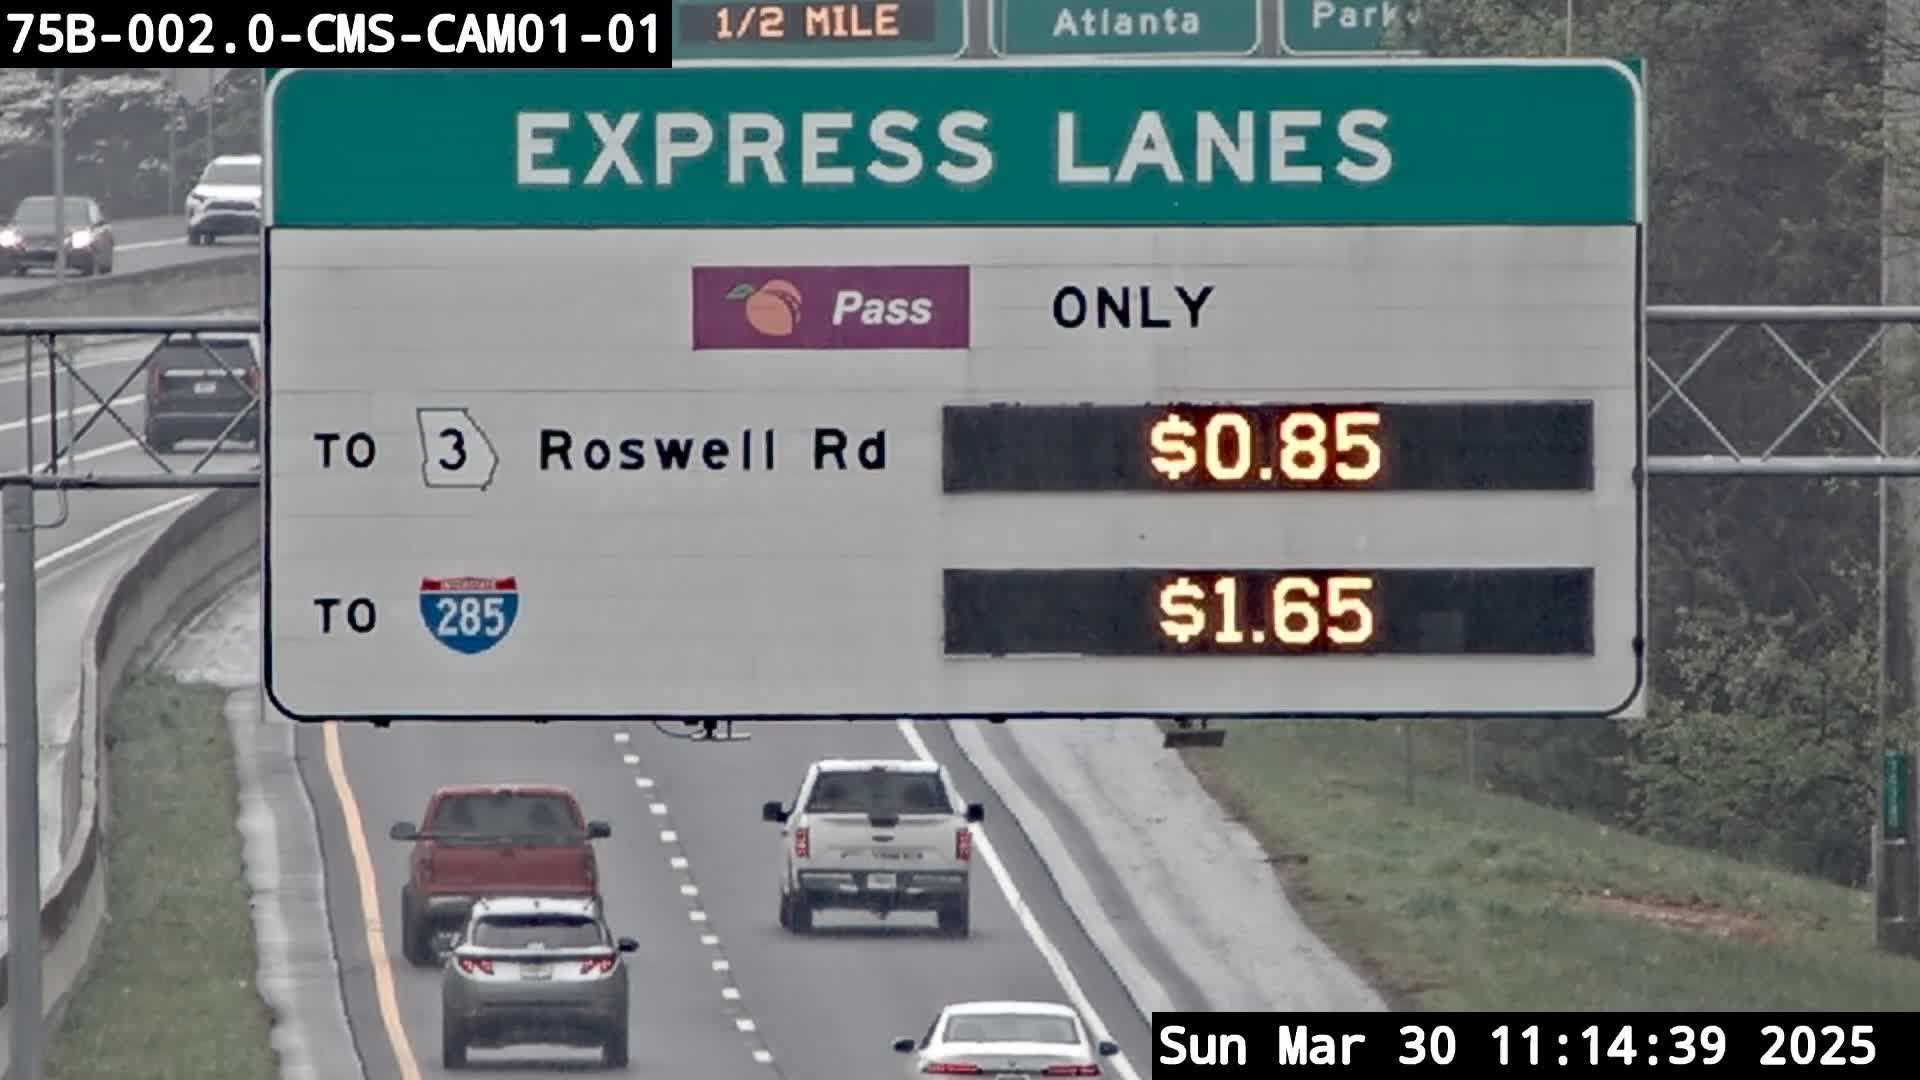 75B-002.0-CMS-CAM01-01
1/2 MILE
Atlanta
EXPRESS LANES
Pass ONLY
TO 3 Roswell Rd $0.85
TO INTERSTATE 285 $1.65
Sun Mar 30 11:14:39 2025